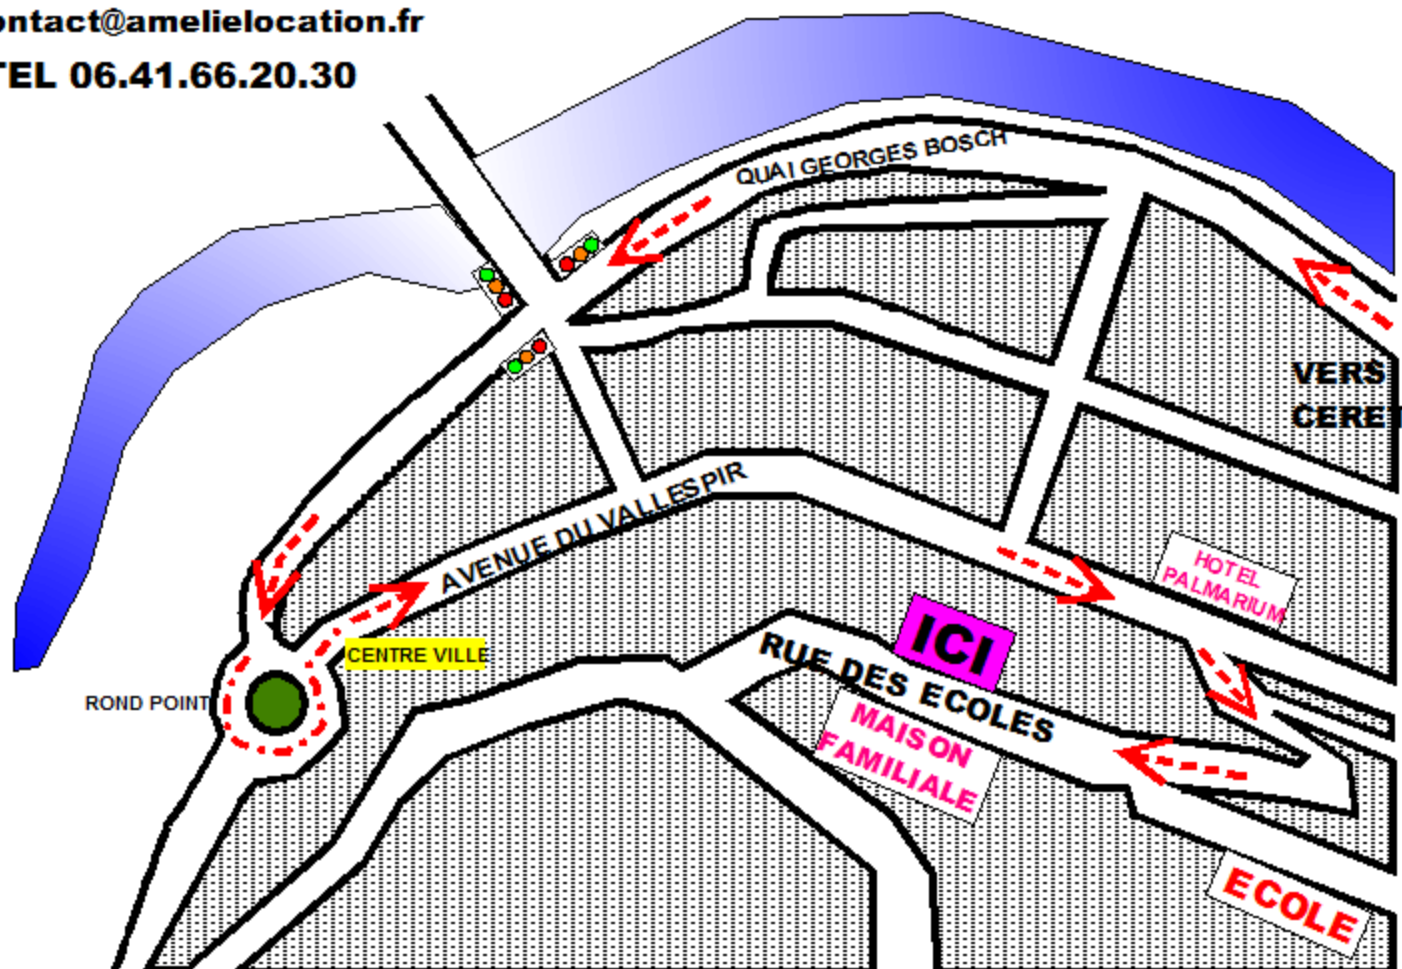 ontact@amelielocation.fr
TEL 06.41.66.20.30
QUAI GEORGES BOSCH
VERS
CERET
AVENUE DU VALLESPIR
HOTEL
PALMARIUM
ICI
CENTRE VILLE
RUE DES ECOLES
ROND POINT
MAISON
FAMILIALE
ECOLE